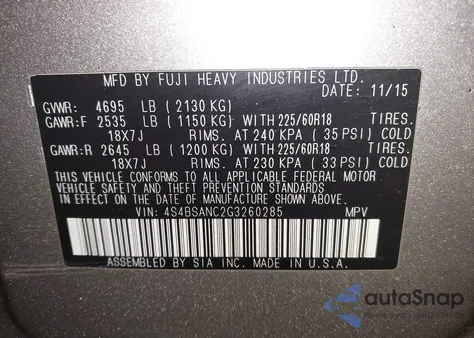 MFD. BY FUJI HEAVY INDUSTRIES LTD.
DATE: 11/15
GVWR: 4695 LB (2130 KG)
GAWR:F 2535 LB (1150 KG) WITH 225/60R18 TIRES.
18X7J RIMS. AT 240 KPA (35 PSI) COLD
GAWR:R 2645 LB (1200 KG) WITH 225/60R18 TIRES.
18X7J RIMS. AT 230 KPA (33 PSI) COLD
THIS VEHICLE CONFORMS TO ALL APPLICABLE FEDERAL MOTOR
VEHICLE SAFETY AND THEFT PREVENTION STANDARDS IN
EFFECT ON THE DATE OF MANUFACTURE SHOWN ABOVE.
VIN: 4S4BSANC2G3260285 MPV
ASSEMBLED BY SIA INC. MADE IN U.S.A.
autoSnap